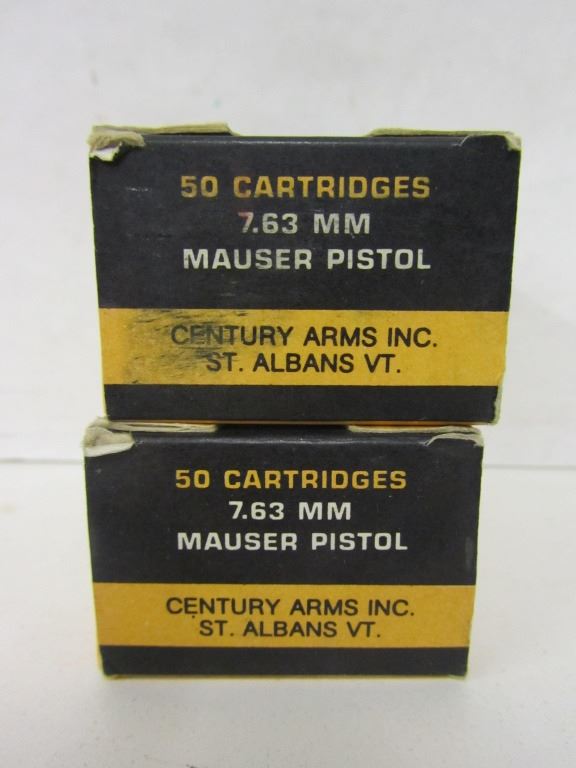 50 CARTRIDGES
7.63 MM
MAUSER PISTOL
CENTURY ARMS INC.
ST. ALBANS VT.
50 CARTRIDGES
7.63 MM
MAUSER PISTOL
CENTURY ARMS INC.
ST. ALBANS VT.